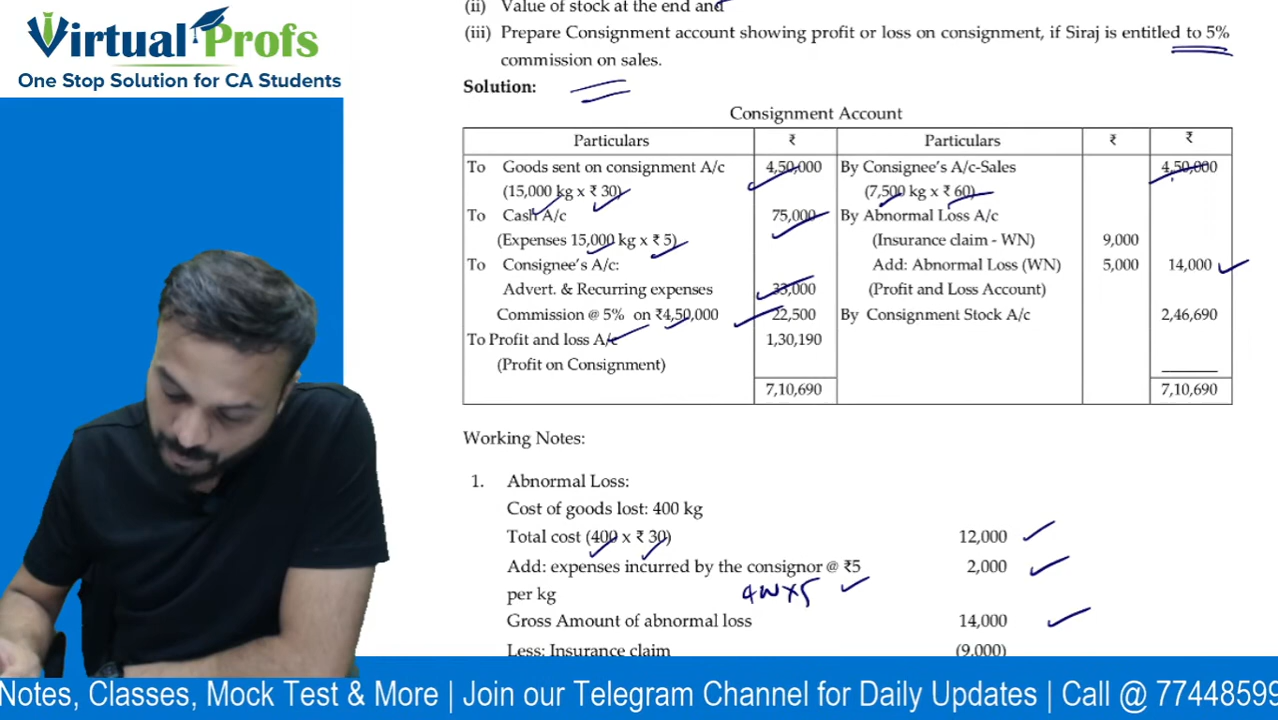 Virtual Profs
One Stop Solution for CA Students
(ii) Value of stock at the end and
(iii) Prepare Consignment account showing profit or loss on consignment, if Siraj is entitled to 5%
commission on sales.
Solution:
Consignment Account
Particulars ₹ Particulars ₹ ₹
To Goods sent on consignment A/c 4,50,000 By Consignee's A/c-Sales 4,50,000
(15,000 kg x ₹ 30) (7,500 kg x ₹ 60)
To Cash A/c 75,000 By Abnormal Loss A/c
(Expenses 15,000 kg x ₹ 5) (Insurance claim - WN) 9,000
To Consignee's A/c: Add: Abnormal Loss (WN) 5,000 14,000
Advert. & Recurring expenses 33,000 (Profit and Loss Account)
Commission @ 5% on ₹4,50,000 22,500 By Consignment Stock A/c 2,46,690
To Profit and loss A/c 1,30,190
(Profit on Consignment)
7,10,690 7,10,690
Working Notes:
1. Abnormal Loss:
Cost of goods lost: 400 kg
Total cost (400 x ₹ 30) 12,000
Add: expenses incurred by the consignor @ ₹5 2,000
per kg 400x5
Gross Amount of abnormal loss 14,000
Less: Insurance claim (9,000)
Notes, Classes, Mock Test & More | Join our Telegram Channel for Daily Updates | Call @ 77448599